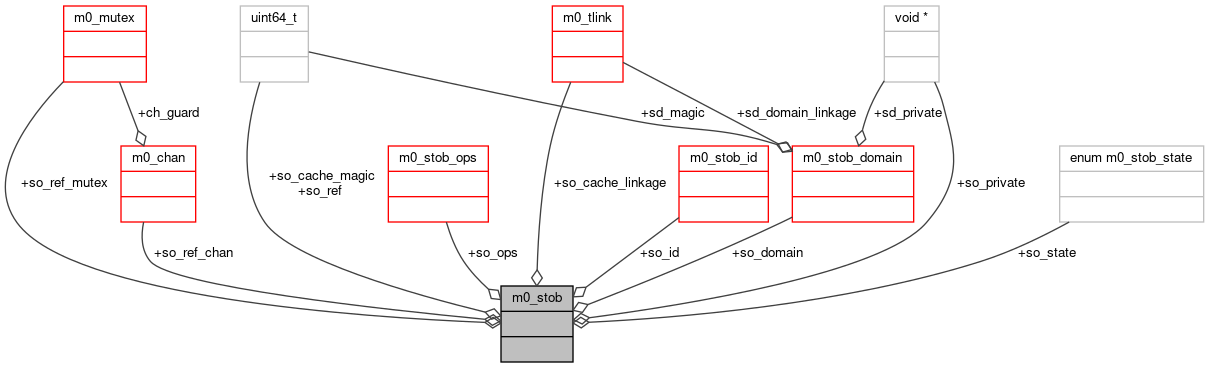 m0_mutex
uint64_t
m0_tlink
void *
+ch_guard
+sd_magic
+sd_domain_linkage
+sd_private
m0_chan
m0_stob_ops
m0_stob_id
m0_stob_domain
enum m0_stob_state
+so_ref_mutex
+so_cache_magic
+so_ref
+so_cache_linkage
+so_private
+so_ref_chan
+so_ops
+so_id
+so_domain
+so_state
m0_stob